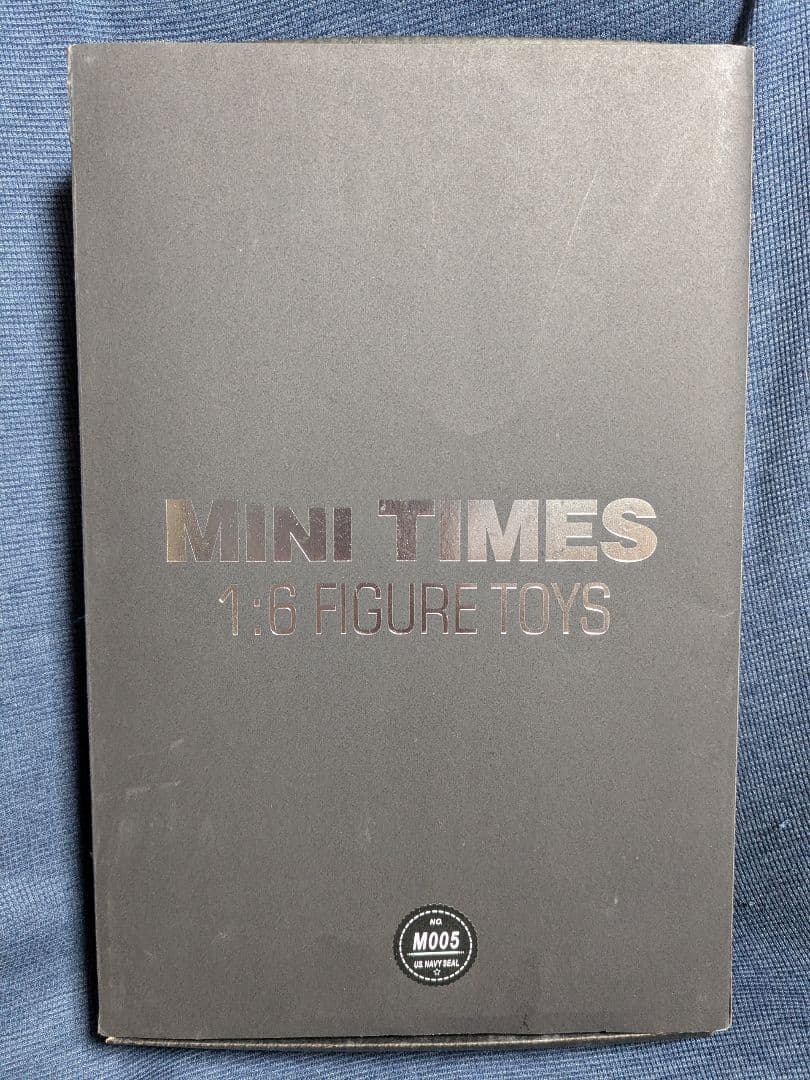 MINI TIMES
1:6 FIGURE TOYS
NO.
M005
US NAVY SEAL